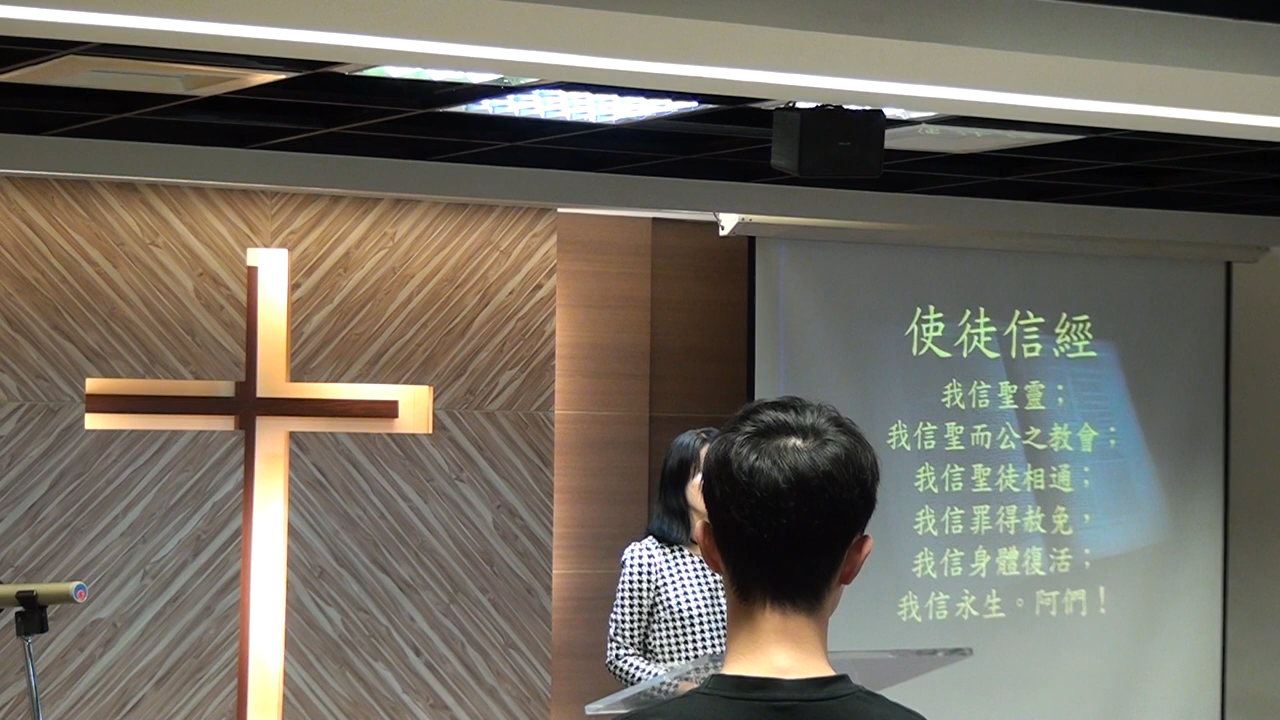 使徒信經
我信聖靈；
我信聖而公之教會；
我信聖徒相通；
我信罪得赦免，
我信身體復活；
我信永生。阿們！